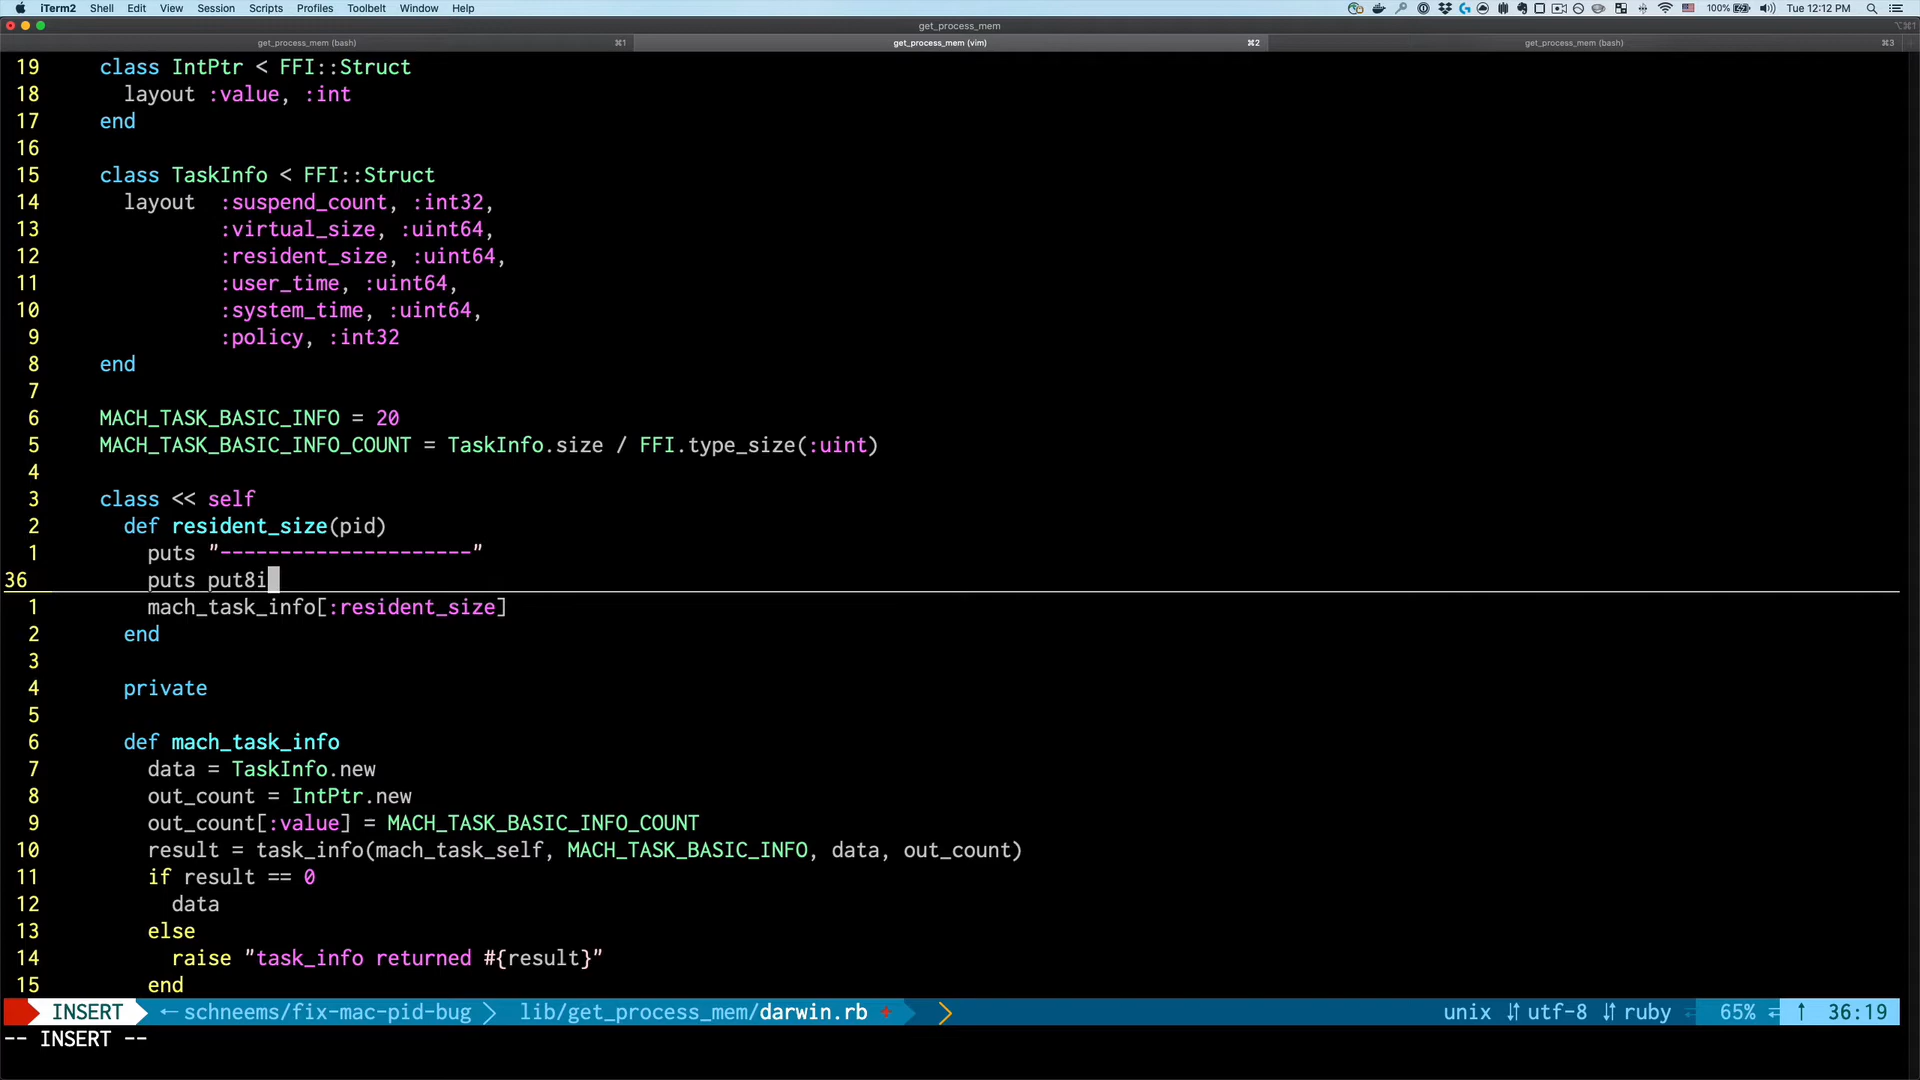 iTerm2 Shell Edit View Session Scripts Profiles Toolbelt Window Help 100% Tue 12:12 PM
get_process_mem ⌥⌘1
get_process_mem (bash) ⌘1 get_process_mem (vim) ⌘2 get_process_mem (bash) ⌘3
19 class IntPtr < FFI::Struct
18 layout :value, :int
17 end
16
15 class TaskInfo < FFI::Struct
14 layout :suspend_count, :int32,
13 :virtual_size, :uint64,
12 :resident_size, :uint64,
11 :user_time, :uint64,
10 :system_time, :uint64,
9 :policy, :int32
8 end
7
6 MACH_TASK_BASIC_INFO = 20
5 MACH_TASK_BASIC_INFO_COUNT = TaskInfo.size / FFI.type_size(:uint)
4
3 class << self
2 def resident_size(pid)
1 puts "---------------------"
36 puts put8i
1 mach_task_info[:resident_size]
2 end
3
4 private
5
6 def mach_task_info
7 data = TaskInfo.new
8 out_count = IntPtr.new
9 out_count[:value] = MACH_TASK_BASIC_INFO_COUNT
10 result = task_info(mach_task_self, MACH_TASK_BASIC_INFO, data, out_count)
11 if result == 0
12 data
13 else
14 raise "task_info returned #{result}"
15 end
INSERT schneems/fix-mac-pid-bug lib/get_process_mem/darwin.rb + unix utf-8 ruby 65% 36:19
-- INSERT --